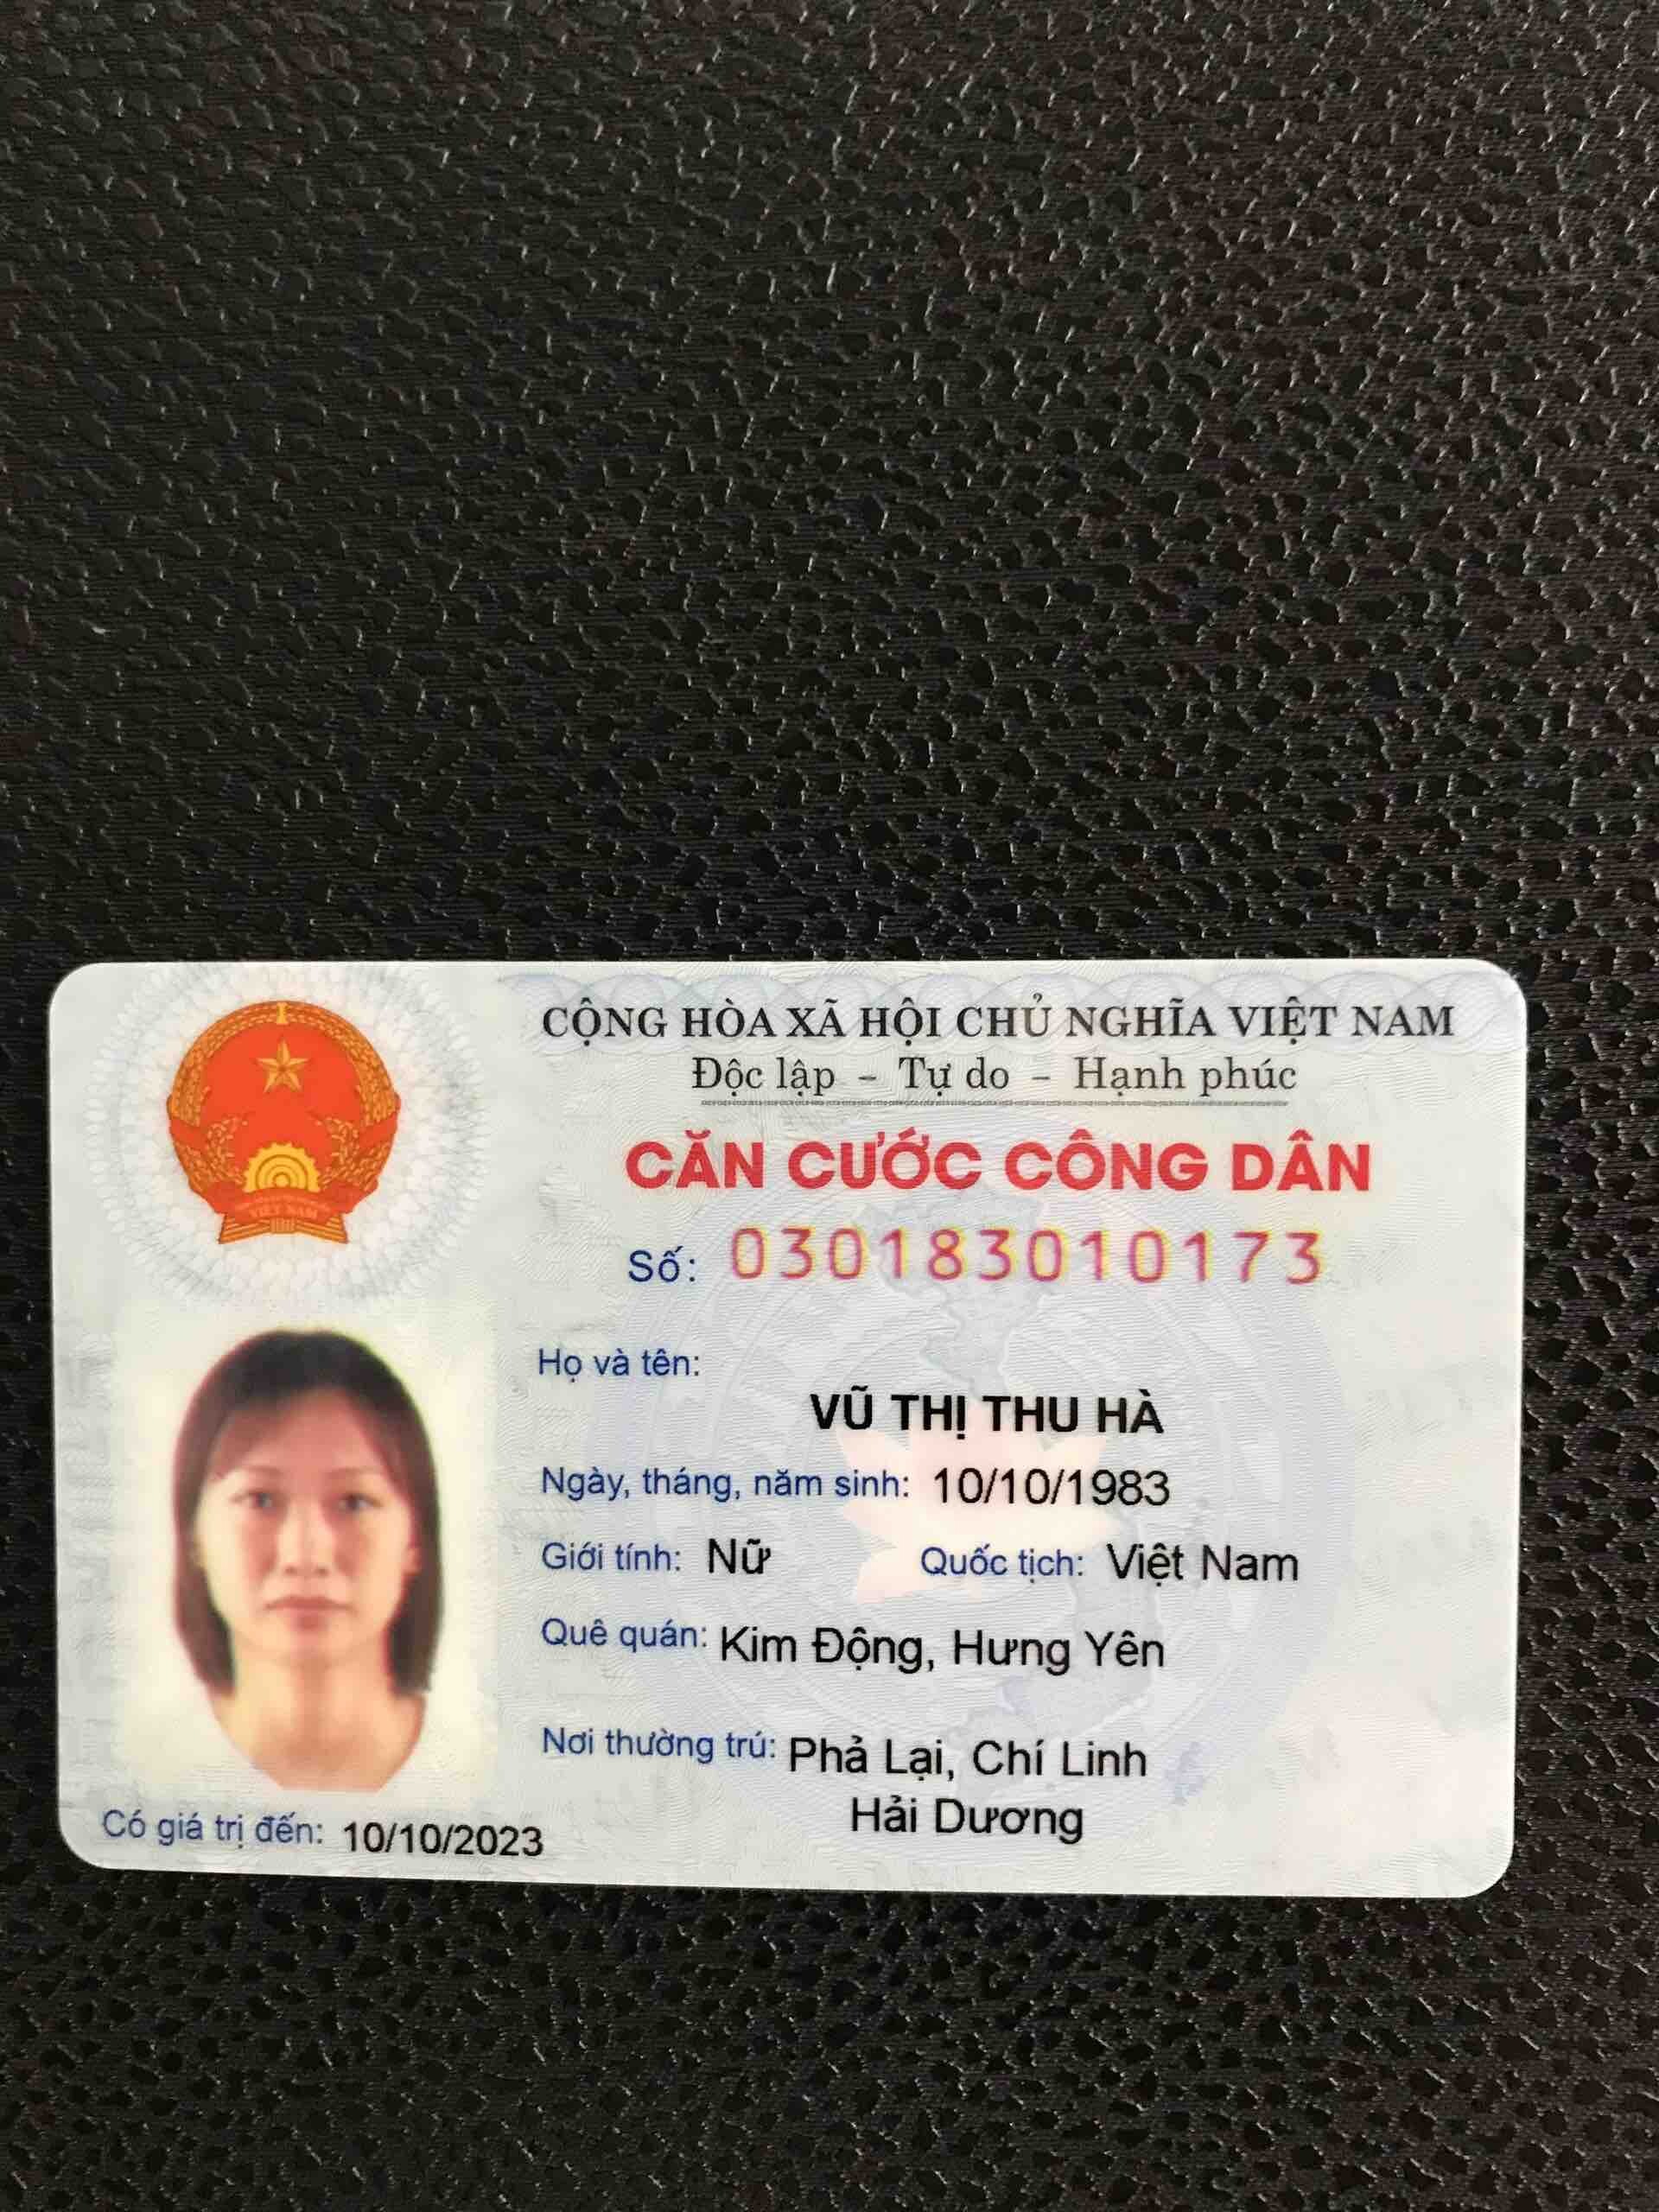 CỘNG HÒA XÃ HỘI CHỦ NGHĨA VIỆT NAM
Độc lập - Tự do - Hạnh phúc
CĂN CƯỚC CÔNG DÂN
Số: 030183010173
Họ và tên:
VŨ THỊ THU HÀ
Ngày, tháng, năm sinh: 10/10/1983
Giới tính: Nữ Quốc tịch: Việt Nam
Quê quán: Kim Động, Hưng Yên
Nơi thường trú: Phả Lại, Chí Linh
Hải Dương
Có giá trị đến: 10/10/2023
VIỆT NAM